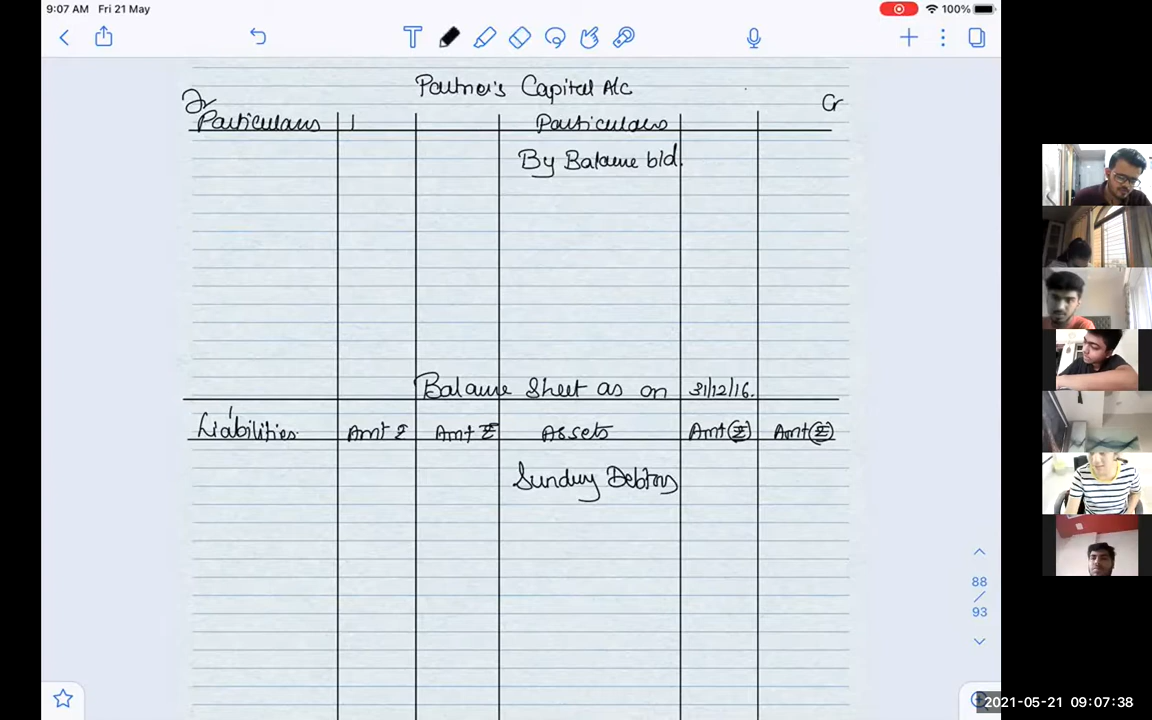 9:07 AM Fri 21 May 100%
Partner's Capital A/c
Dr Cr
Particulars Particulars
By Balance b/d.
Balance Sheet as on 31/12/16.
Liabilities Amt ₹ Amt ₹ Assets Amt (₹) Amt (₹)
Sundry Debtors
88
/
93
2021-05-21 09:07:38